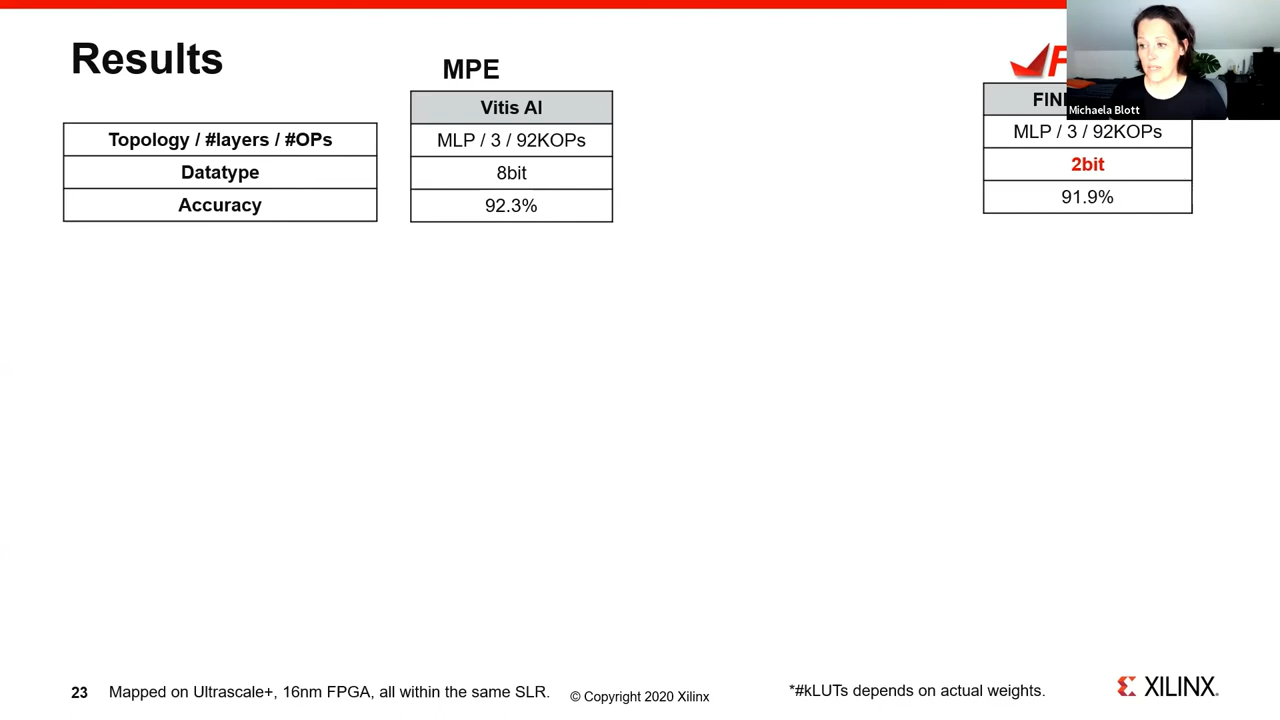 Results
MPE
Michaela Blott
Topology / #layers / #OPs
Datatype
Accuracy
Vitis AI
MLP / 3 / 92KOPs
8bit
92.3%
MLP / 3 / 92KOPs
2bit
91.9%
23 Mapped on Ultrascale+, 16nm FPGA, all within the same SLR.
© Copyright 2020 Xilinx
*#kLUTs depends on actual weights.
XILINX.